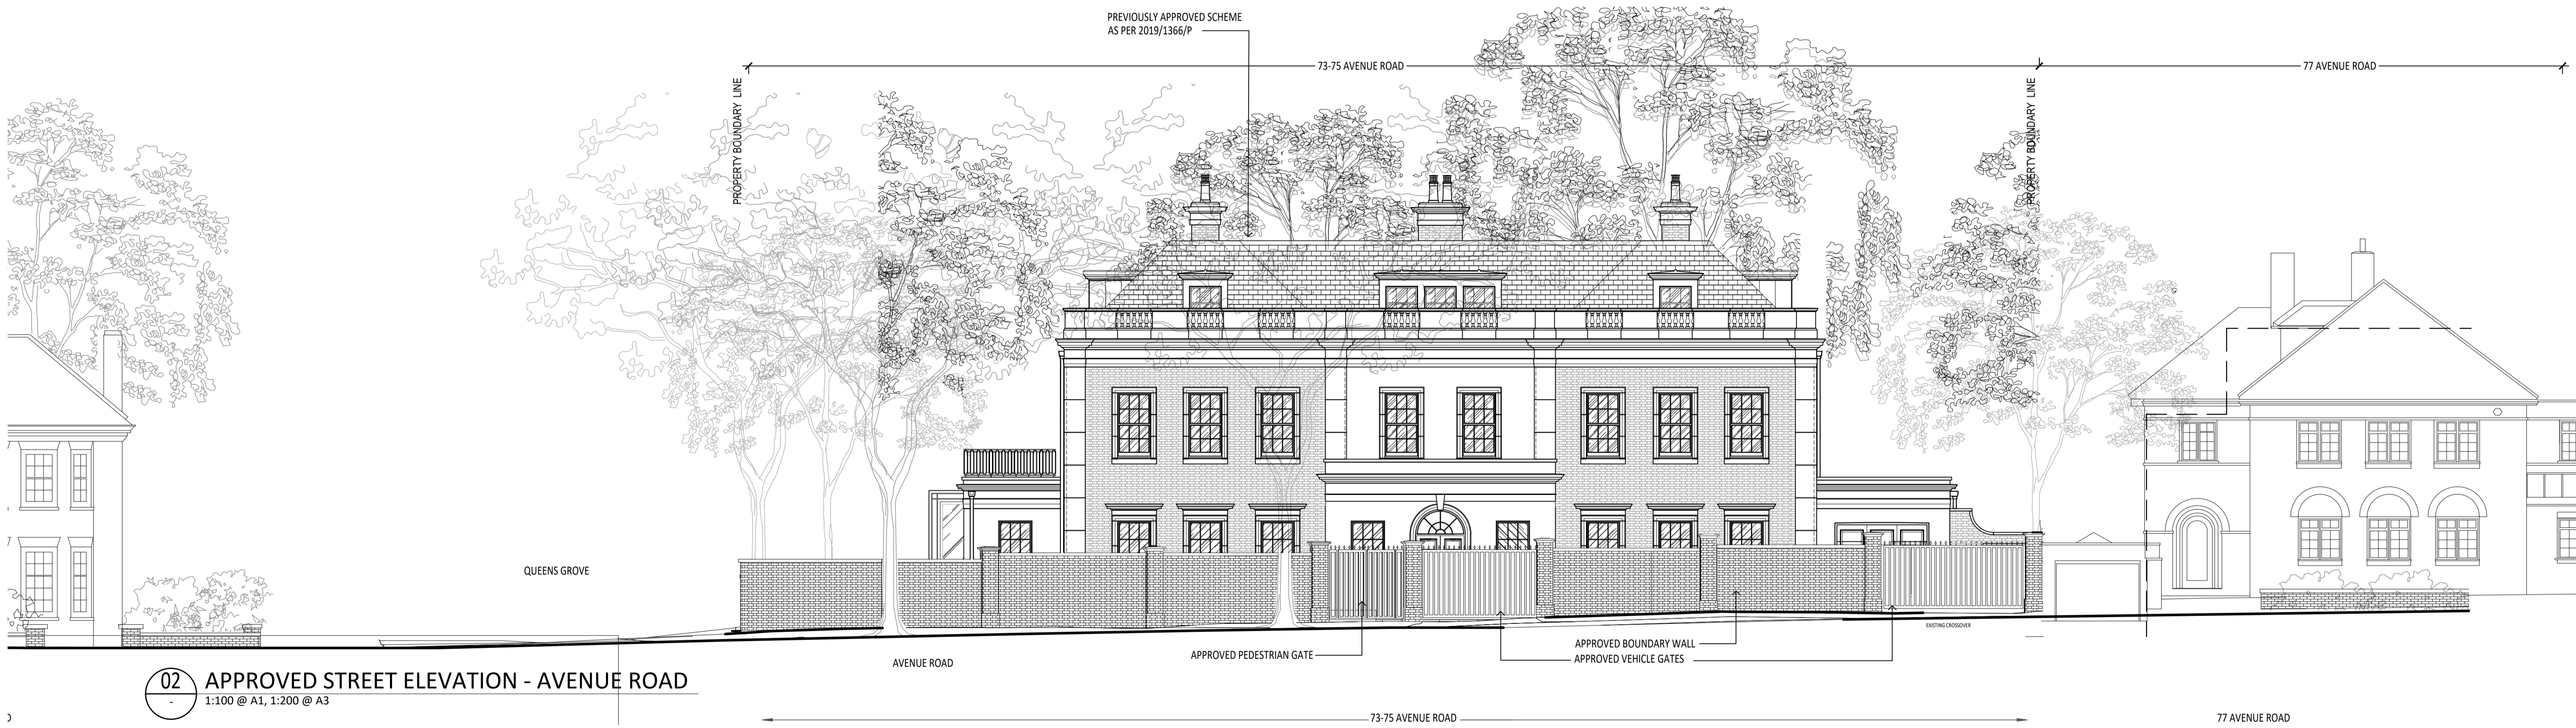 PREVIOUSLY APPROVED SCHEME
AS PER 2019/1366/P
73-75 AVENUE ROAD
77 AVENUE ROAD
PROPERTY BOUNDARY LINE
PROPERTY BOUNDARY LINE
QUEENS GROVE
EXISTING CROSSOVER
APPROVED BOUNDARY WALL
APPROVED PEDESTRIAN GATE
APPROVED VEHICLE GATES
AVENUE ROAD
02
-
APPROVED STREET ELEVATION - AVENUE ROAD
1:100 @ A1, 1:200 @ A3
73-75 AVENUE ROAD
77 AVENUE ROAD